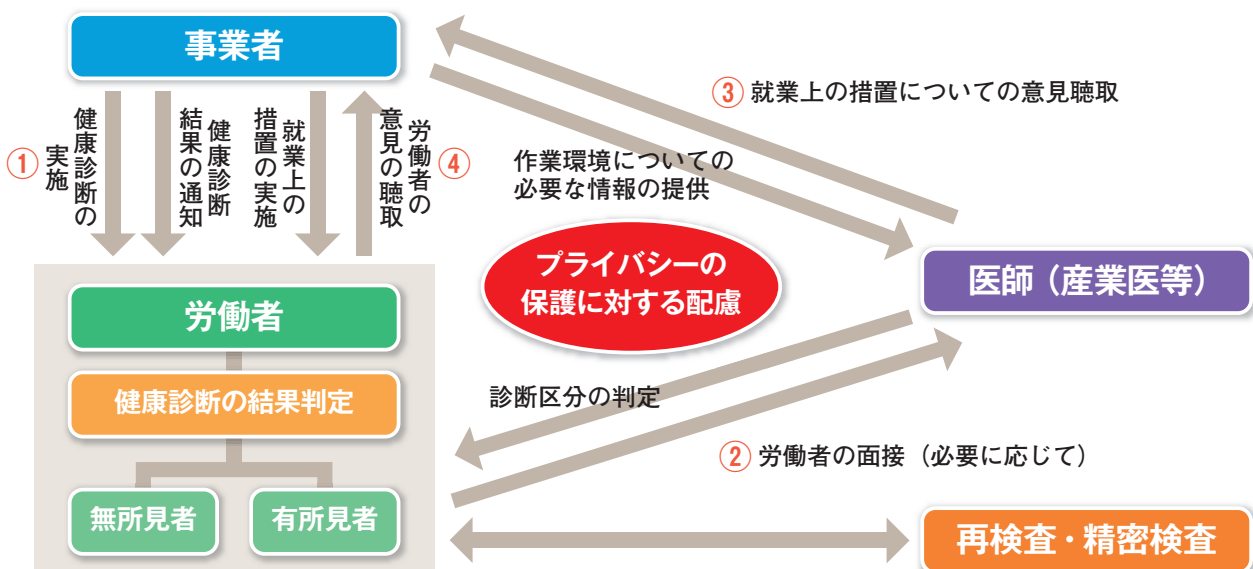 事業者
① 健康診断の
実施
健康診断
結果の通知
就業上の
措置の実施
労働者の
意見の聴取
④
③ 就業上の措置についての意見聴取
作業環境についての
必要な情報の提供
プライバシーの
保護に対する配慮
医師（産業医等）
労働者
健康診断の結果判定
無所見者
有所見者
診断区分の判定
② 労働者の面接（必要に応じて）
再検査・精密検査